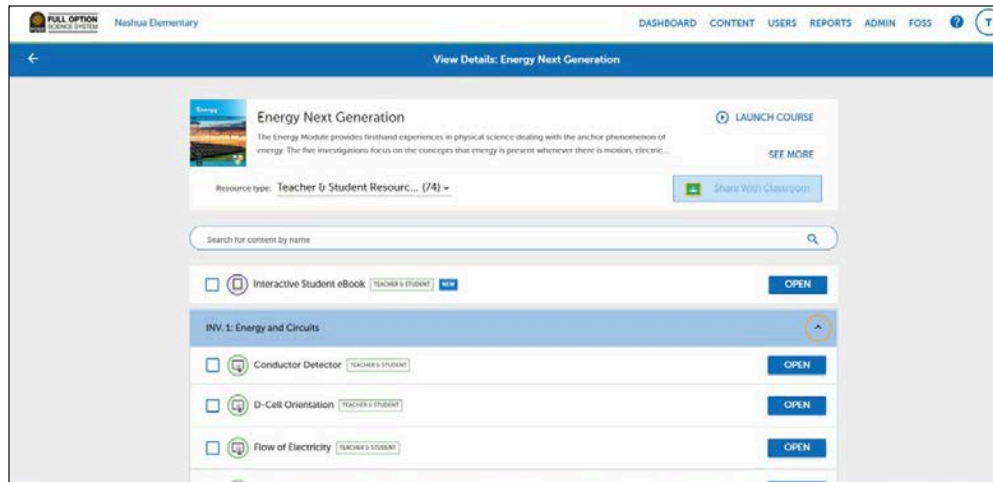 FULL OPTION
SCIENCE SYSTEM
Nashua Elementary
DASHBOARD CONTENT USERS REPORTS ADMIN FOSS ? T
View Details: Energy Next Generation
Energy
Energy Next Generation
LAUNCH COURSE
The Energy Module provides firsthand experiences in physical science dealing with the anchor phenomenon of
energy. The five investigations focus on the concepts that energy is present whenever there is motion, electric...
SEE MORE
Resource type: Teacher & Student Resourc... (74)
Share With Classroom
Search for content by name
Interactive Student eBook TEACHER & STUDENT NEW OPEN
INV. 1: Energy and Circuits
Conductor Detector TEACHER & STUDENT OPEN
D-Cell Orientation TEACHER & STUDENT OPEN
Flow of Electricity TEACHER & STUDENT OPEN